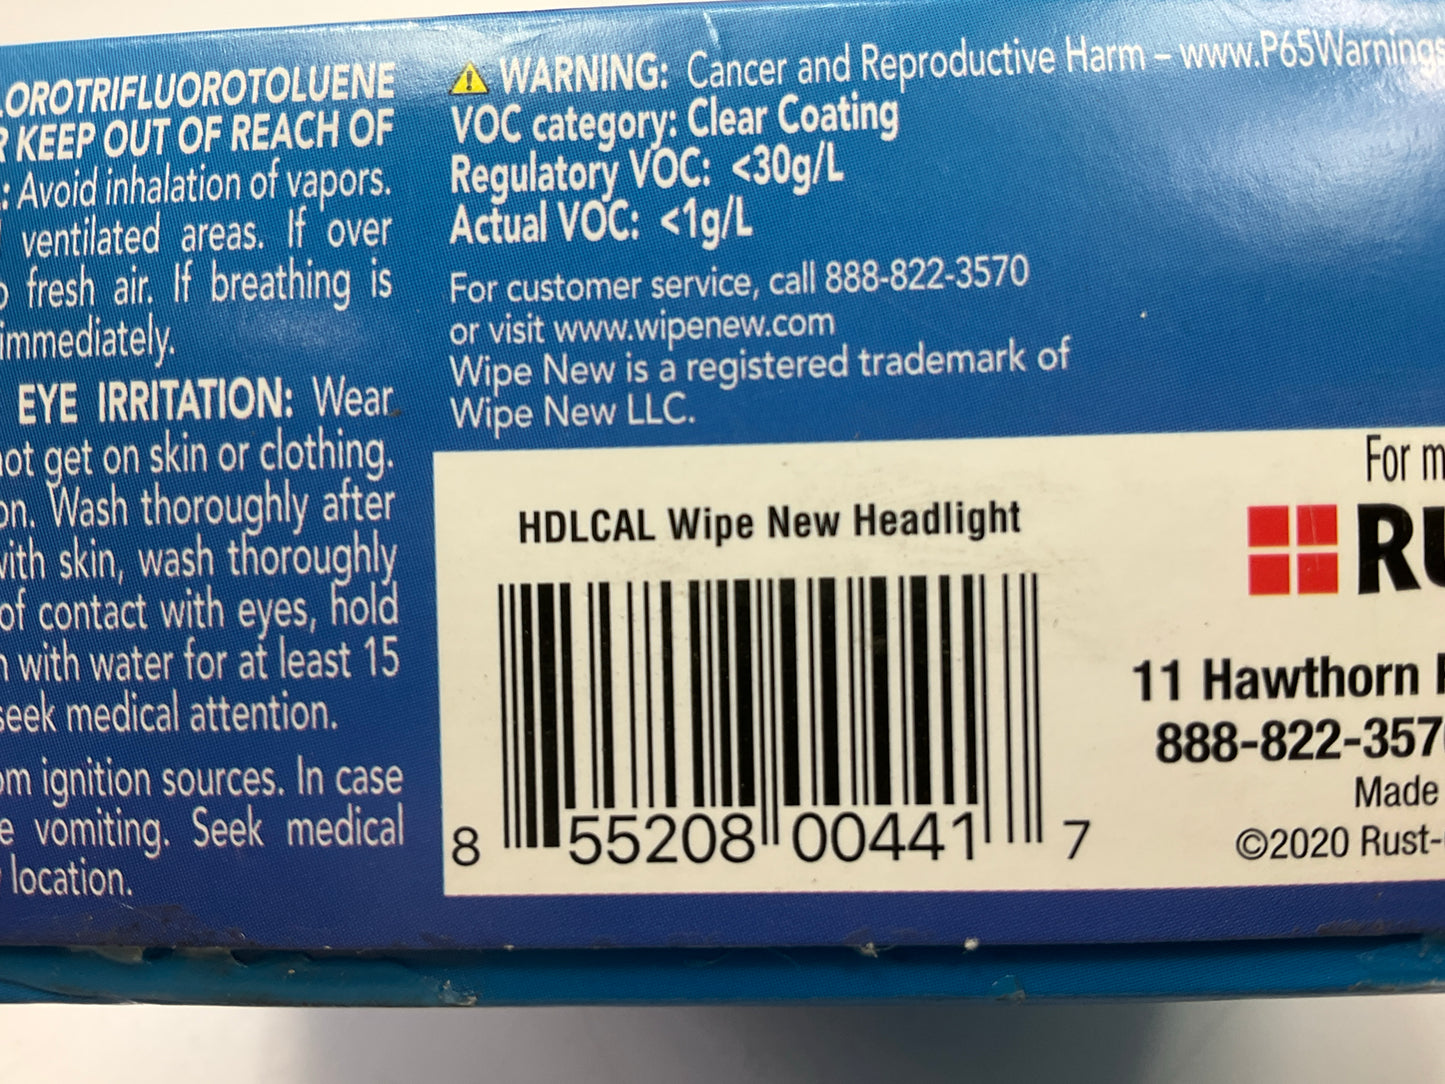 LOROTRIFLUOROTOLUENE
R KEEP OUT OF REACH OF
: Avoid inhalation of vapors.
ventilated areas. If over
fresh air. If breathing is
immediately.
EYE IRRITATION: Wear
not get on skin or clothing.
on. Wash thoroughly after
with skin, wash thoroughly
of contact with eyes, hold
with water for at least 15
seek medical attention.
om ignition sources. In case
e vomiting. Seek medical
location.
WARNING: Cancer and Reproductive Harm – www.P65Warnings
VOC category: Clear Coating
Regulatory VOC: <30g/L
Actual VOC: <1g/L
For customer service, call 888-822-3570
or visit www.wipenew.com
Wipe New is a registered trademark of
Wipe New LLC.
HDLCAL Wipe New Headlight
8 55208 00441 7
For m
RU
11 Hawthorn
888-822-357
Made
©2020 Rust-